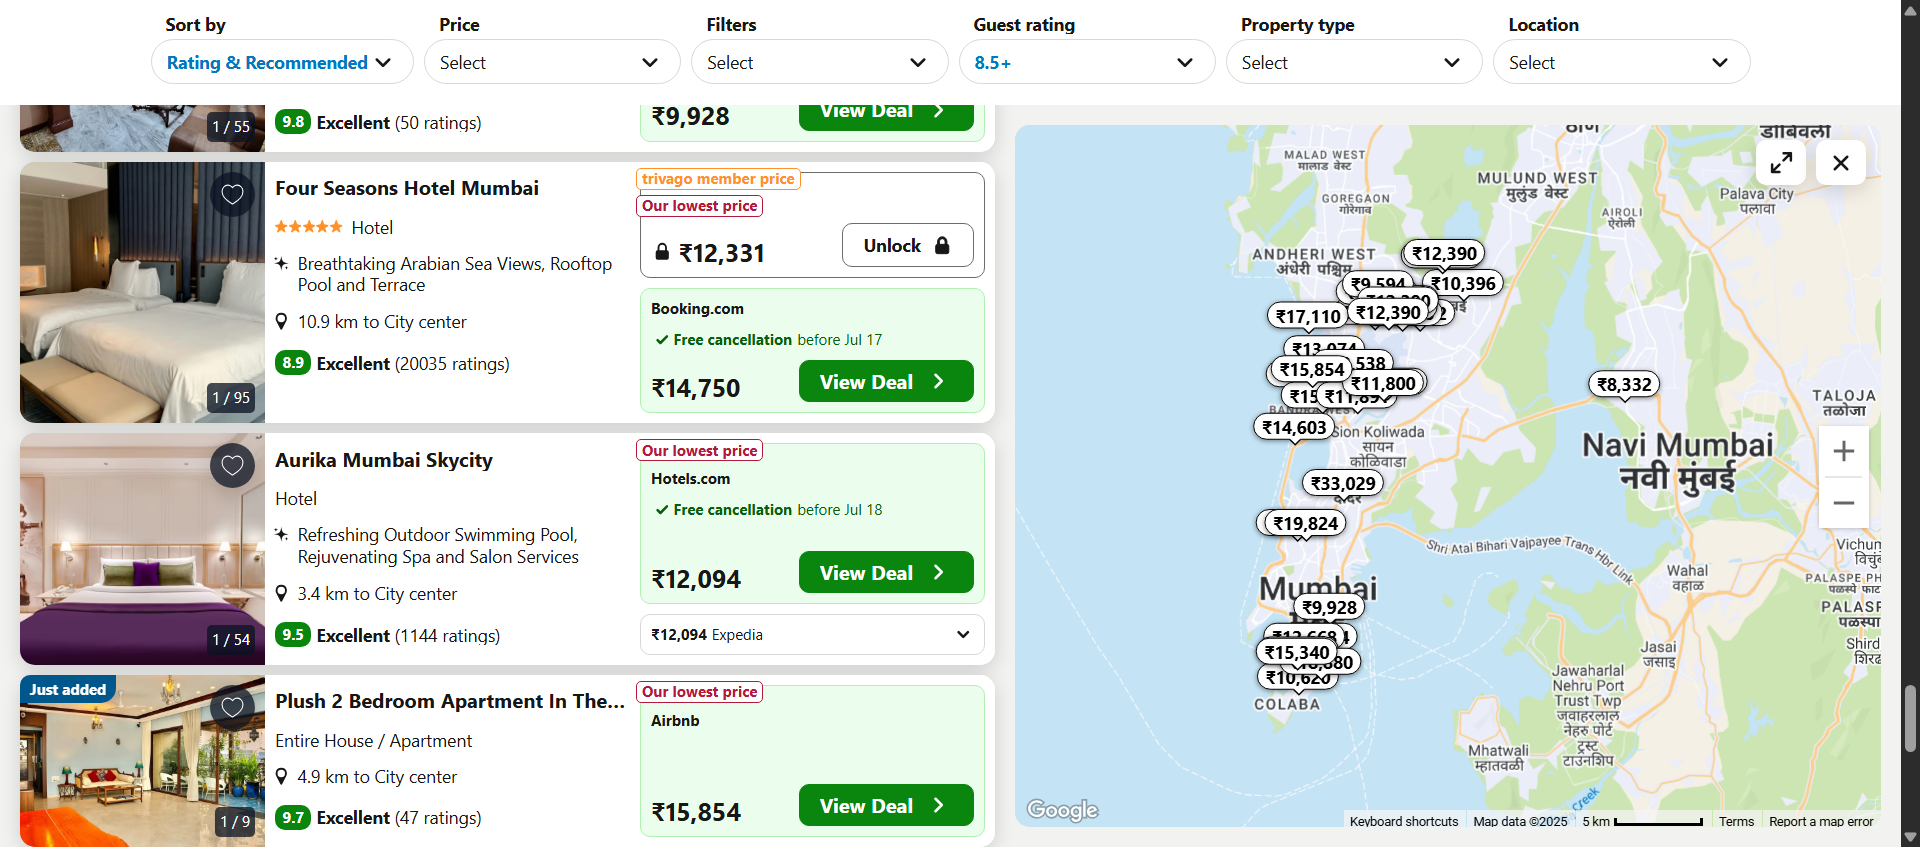 Sort by
Price
Filters
Guest rating
Property type
Location
Rating & Recommended
Select
Select
8.5+
Select
Select
1 / 55
9.8 Excellent (50 ratings)
₹9,928
View Deal
Four Seasons Hotel Mumbai
Hotel
Breathtaking Arabian Sea Views, Rooftop
Pool and Terrace
10.9 km to City center
8.9 Excellent (20035 ratings)
1 / 95
trivago member price
Our lowest price
₹12,331
Unlock
Booking.com
Free cancellation before Jul 17
₹14,750
View Deal
Aurika Mumbai Skycity
Hotel
Refreshing Outdoor Swimming Pool,
Rejuvenating Spa and Salon Services
3.4 km to City center
9.5 Excellent (1144 ratings)
1 / 54
Our lowest price
Hotels.com
Free cancellation before Jul 18
₹12,094
View Deal
₹12,094 Expedia
Just added
Plush 2 Bedroom Apartment In The...
Entire House / Apartment
4.9 km to City center
9.7 Excellent (47 ratings)
1 / 9
Our lowest price
Airbnb
₹15,854
View Deal
डोंबिवली
MALAD WEST
मालाड वेस्ट
MULUND WEST
मुलुंड वेस्ट
Palava City
पलावा
GOREGAON
गोरेगाव
AIROLI
ऐरोली
ANDHERI WEST
अंधेरी पश्चिम
₹12,390
₹9,594
₹10,396
₹17,110
₹12,390
₹13,074
538
₹15,854
₹11,800
₹8,332
₹14,603
TALOJA
तळोजा
Sion Koliwada
सायन
कोळिवाडा
Navi Mumbai
नवी मुंबई
₹33,029
₹19,824
Shri Atal Bihari Vajpayee Trans Hbr Link
Vichum
Wahal
वहाळ
PALASPE PH
पळस्पे फाट
PALASP
पळस्पा
Mumbai
₹9,928
₹12,668
₹15,340
₹10,620
COLABA
Jasai
जसाई
Shird
शिरढ
Jawaharlal
Nehru Port
Trust Twp
जवाहरलाल
नेहरु पोर्ट
ट्रस्ट
टाउनशिप
Mhatwali
म्हातवळी
Creek
Google
Keyboard shortcuts
Map data ©2025
5 km
Terms
Report a map error